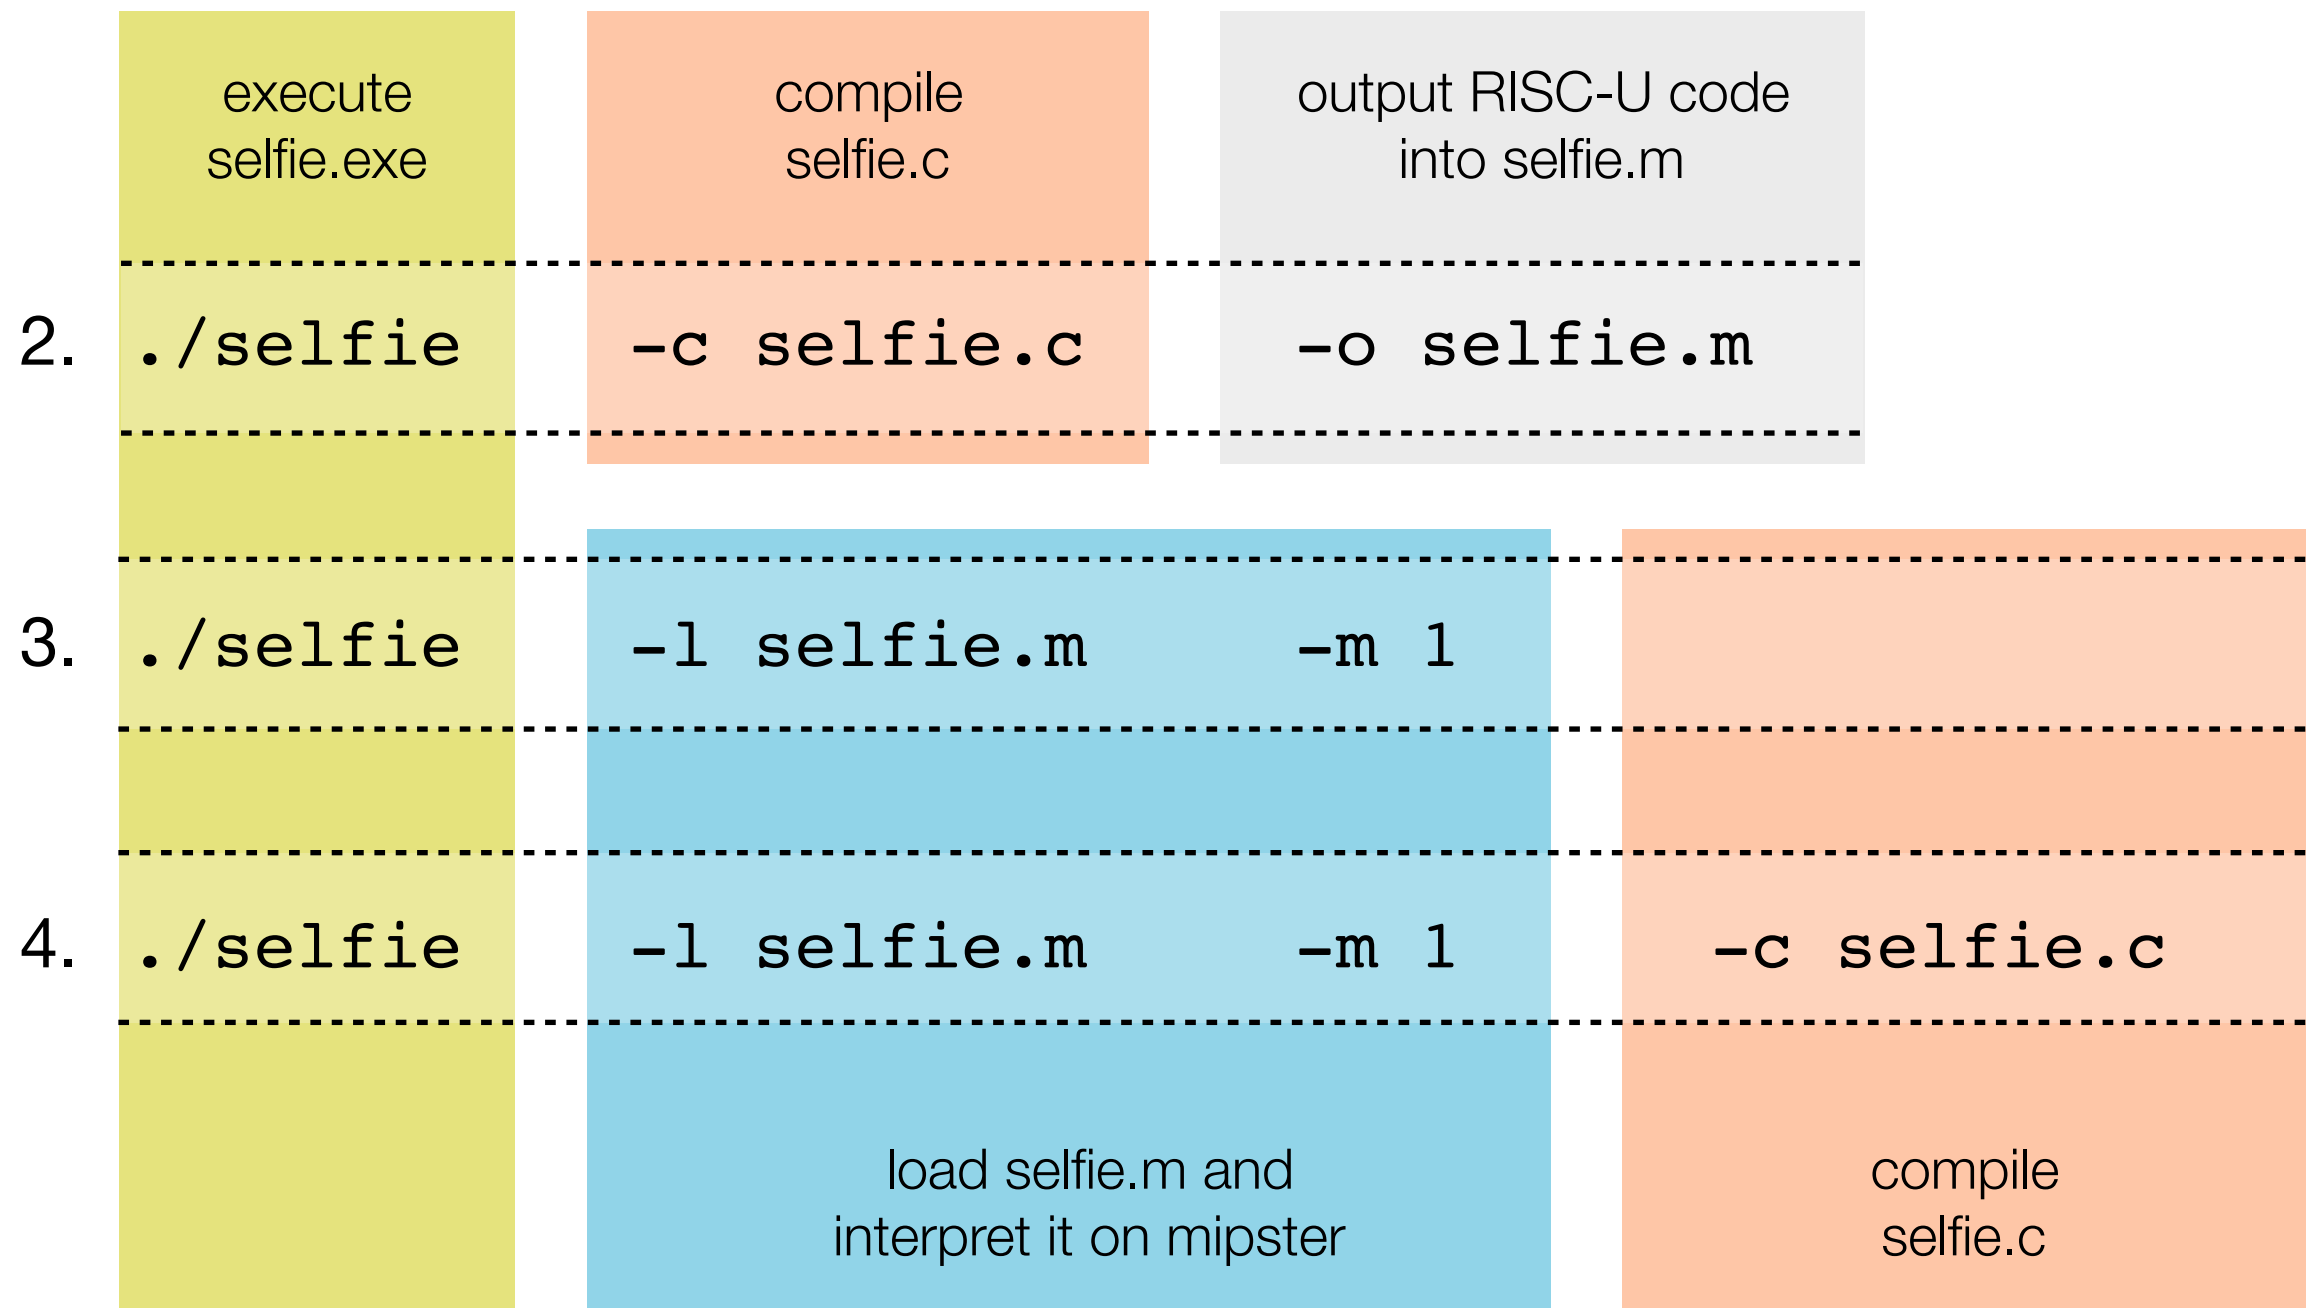 execute
selfie.exe
compile
selfie.c
output RISC-U code
into selfie.m
2. ./selfie -c selfie.c -o selfie.m
3. ./selfie -l selfie.m -m 1
4. ./selfie -l selfie.m -m 1 -c selfie.c
load selfie.m and
interpret it on mipster
compile
selfie.c